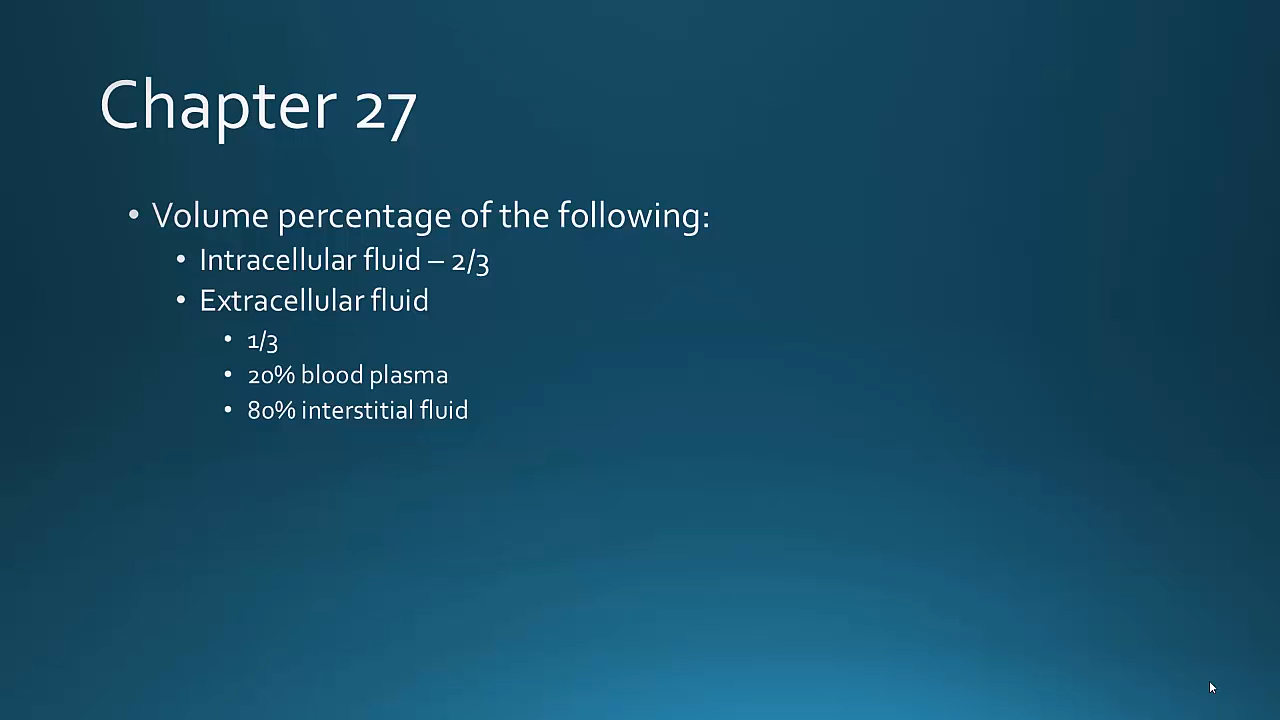 Chapter 27
• Volume percentage of the following:
• Intracellular fluid – 2/3
• Extracellular fluid
• 1/3
• 20% blood plasma
• 80% interstitial fluid